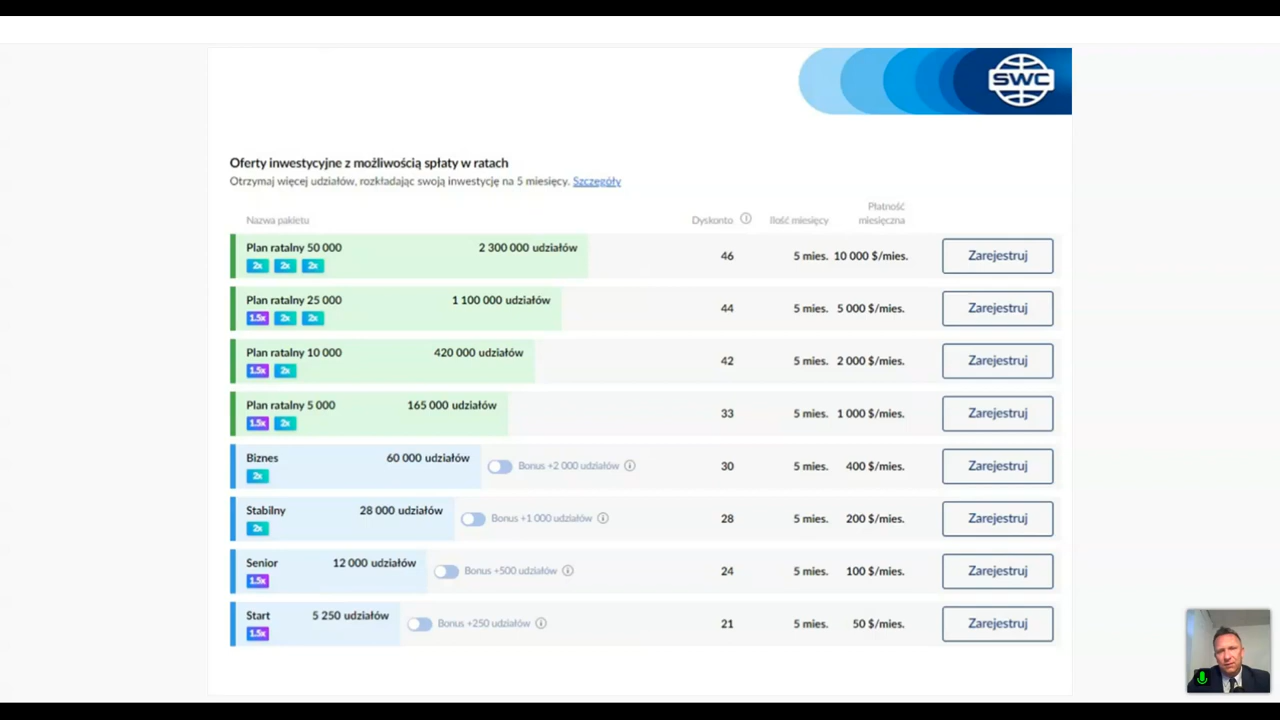 SWC
Oferty inwestycyjne z możliwością spłaty w ratach
Otrzymaj więcej udziałów, rozkładając swoją inwestycję na 5 miesięcy. Szczegóły
Nazwa pakietu Dyskonto Ilość miesięcy Płatność miesięczna
Plan ratalny 50 000 2 300 000 udziałów 46 5 mies. 10 000 $/mies. Zarejestruj
2x 2x 2x
Plan ratalny 25 000 1 100 000 udziałów 44 5 mies. 5 000 $/mies. Zarejestruj
1.5x 2x 2x
Plan ratalny 10 000 420 000 udziałów 42 5 mies. 2 000 $/mies. Zarejestruj
1.5x 2x
Plan ratalny 5 000 165 000 udziałów 33 5 mies. 1 000 $/mies. Zarejestruj
1.5x 2x
Biznes 60 000 udziałów Bonus +2 000 udziałów 30 5 mies. 400 $/mies. Zarejestruj
2x
Stabilny 28 000 udziałów Bonus +1 000 udziałów 28 5 mies. 200 $/mies. Zarejestruj
2x
Senior 12 000 udziałów Bonus +500 udziałów 24 5 mies. 100 $/mies. Zarejestruj
1.5x
Start 5 250 udziałów Bonus +250 udziałów 21 5 mies. 50 $/mies. Zarejestruj
1.5x